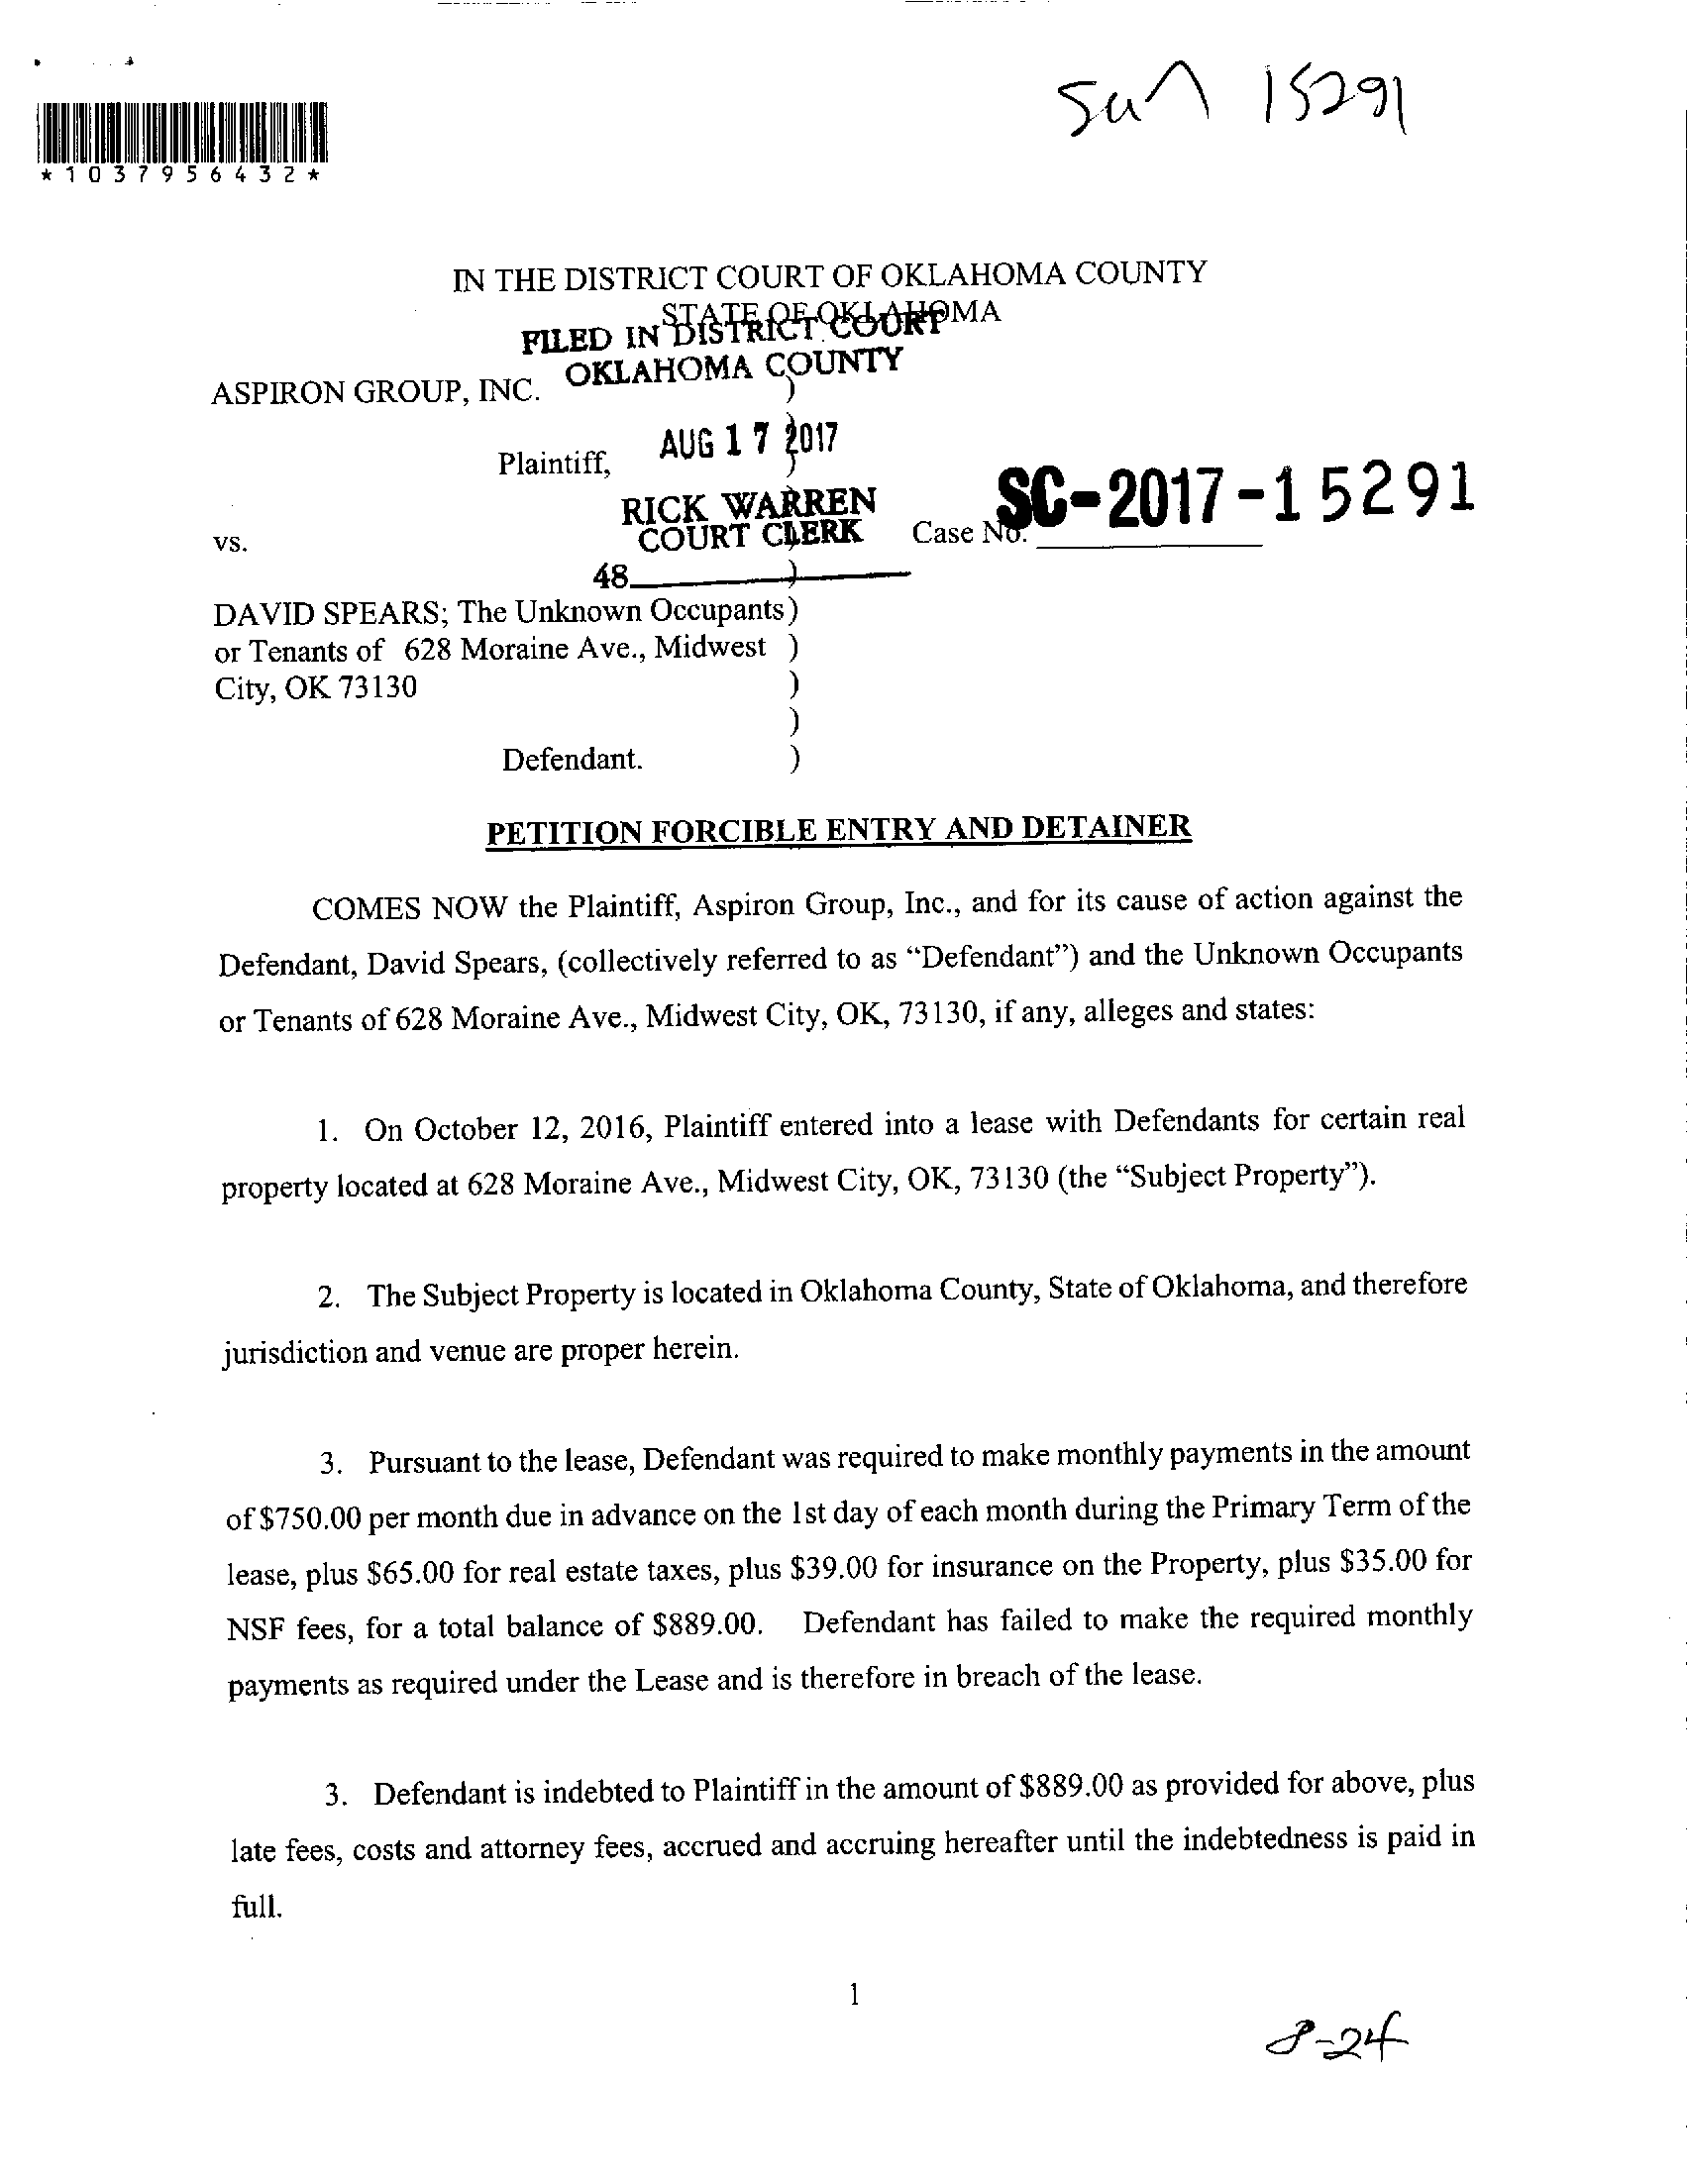 Sm 15291
*1037956432*
IN THE DISTRICT COURT OF OKLAHOMA COUNTY
STATE OF OKLAHOMA
FILED IN DISTRICT COURT
OKLAHOMA COUNTY
ASPIRON GROUP, INC. )
AUG 17 2017 )
Plaintiff, )
RICK WARREN )
COURT CLERK
SC-2017-15291
vs. ) Case No.
48 )
DAVID SPEARS; The Unknown Occupants )
or Tenants of 628 Moraine Ave., Midwest )
City, OK 73130 )
)
Defendant. )
PETITION FORCIBLE ENTRY AND DETAINER
COMES NOW the Plaintiff, Aspiron Group, Inc., and for its cause of action against the
Defendant, David Spears, (collectively referred to as “Defendant”) and the Unknown Occupants
or Tenants of 628 Moraine Ave., Midwest City, OK, 73130, if any, alleges and states:
1. On October 12, 2016, Plaintiff entered into a lease with Defendants for certain real
property located at 628 Moraine Ave., Midwest City, OK, 73130 (the “Subject Property”).
2. The Subject Property is located in Oklahoma County, State of Oklahoma, and therefore
jurisdiction and venue are proper herein.
3. Pursuant to the lease, Defendant was required to make monthly payments in the amount
of $750.00 per month due in advance on the 1st day of each month during the Primary Term of the
lease, plus $65.00 for real estate taxes, plus $39.00 for insurance on the Property, plus $35.00 for
NSF fees, for a total balance of $889.00. Defendant has failed to make the required monthly
payments as required under the Lease and is therefore in breach of the lease.
3. Defendant is indebted to Plaintiff in the amount of $889.00 as provided for above, plus
late fees, costs and attorney fees, accrued and accruing hereafter until the indebtedness is paid in
full.
1
8-24